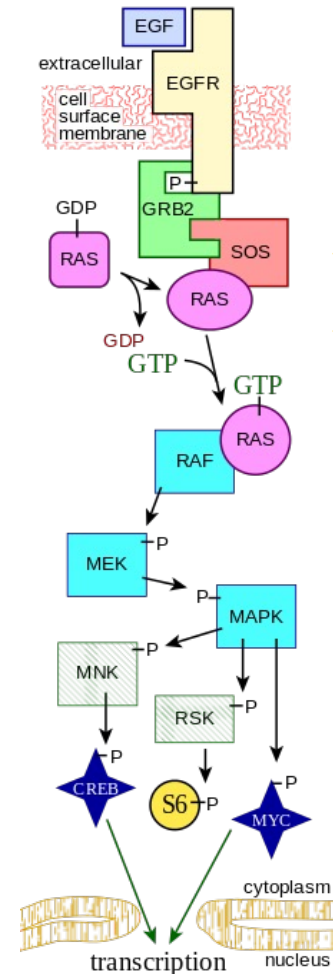 EGF
extracellular
EGFR
cell
surface
membrane
P
GRB2
GDP
RAS
SOS
RAS
GDP
GTP
GTP
RAS
RAF
P
MEK
P
MAPK
P
MNK
P
RSK
P
CREB
P
S6
P
MYC
cytoplasm
transcription
nucleus